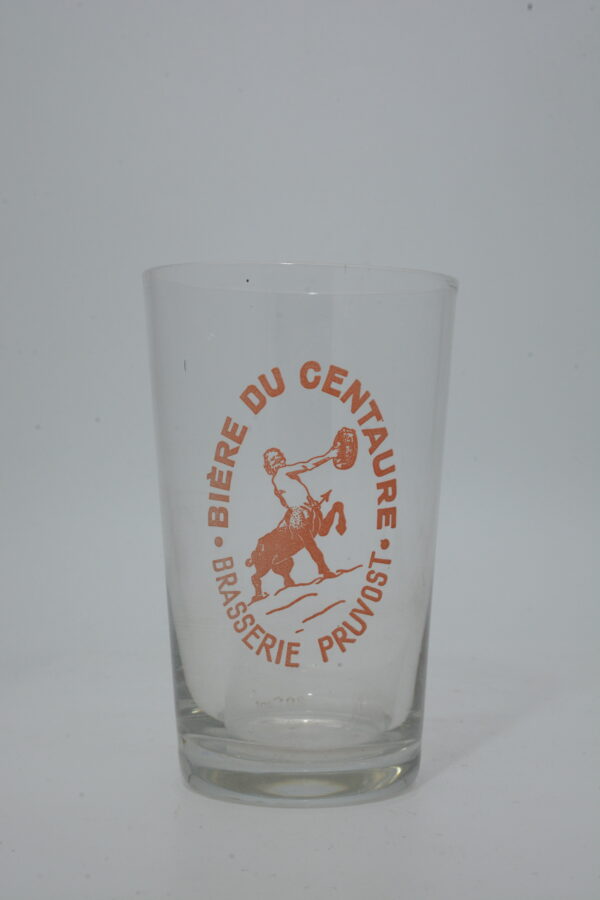 • BIÈRE DU CENTAURE •
BRASSERIE PRUVOST